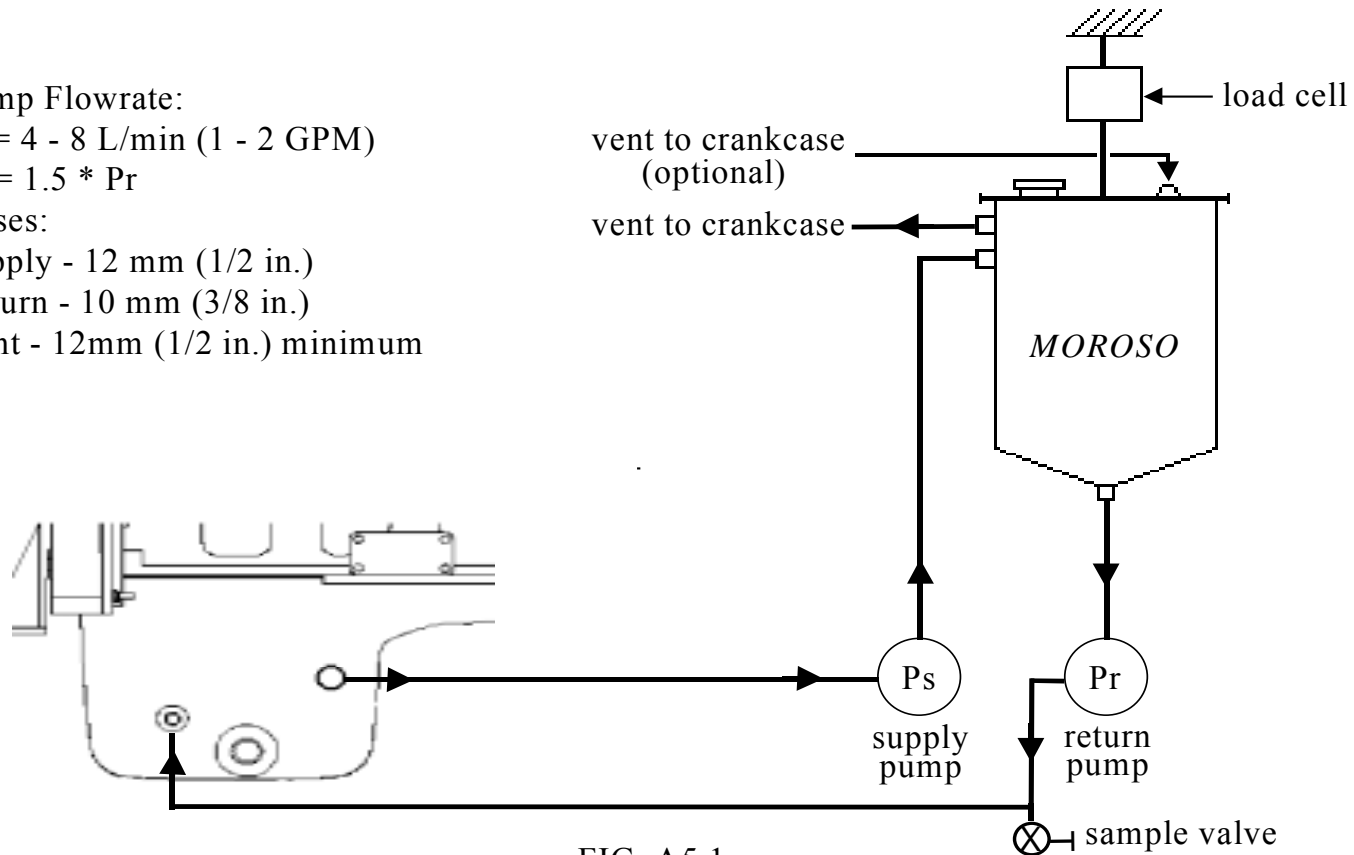 mp Flowrate:
= 4 - 8 L/min (1 - 2 GPM)
= 1.5 * Pr
ses:
pply - 12 mm (1/2 in.)
urn - 10 mm (3/8 in.)
nt - 12mm (1/2 in.) minimum
load cell
vent to crankcase
(optional)
vent to crankcase
MOROSO
Ps
Pr
supply
pump
return
pump
sample valve